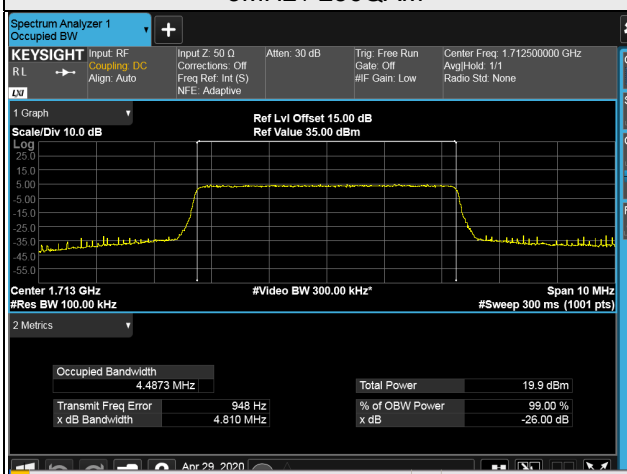 Spectrum Analyzer 1
Occupied BW
KEYSIGHT
R L
LXI
Input: RF
Coupling: DC
Align: Auto
Input Z: 50 Ω
Corrections: Off
Freq Ref: Int (S)
NFE: Adaptive
Atten: 30 dB
Trig: Free Run
Gate: Off
#IF Gain: Low
Center Freq: 1.712500000 GHz
Avg|Hold: 1/1
Radio Std: None
1 Graph
Scale/Div 10.0 dB
Ref Lvl Offset 15.00 dB
Ref Value 35.00 dBm
Log
25.0
15.0
5.00
-5.00
-15.0
-25.0
-35.0
-45.0
-55.0
Center 1.713 GHz
#Video BW 300.00 kHz*
Span 10 MHz
#Res BW 100.00 kHz
#Sweep 300 ms (1001 pts)
2 Metrics
Occupied Bandwidth
4.4873 MHz
Total Power 19.9 dBm
Transmit Freq Error 948 Hz
% of OBW Power 99.00 %
x dB Bandwidth 4.810 MHz
x dB -26.00 dB
Apr 29, 2020